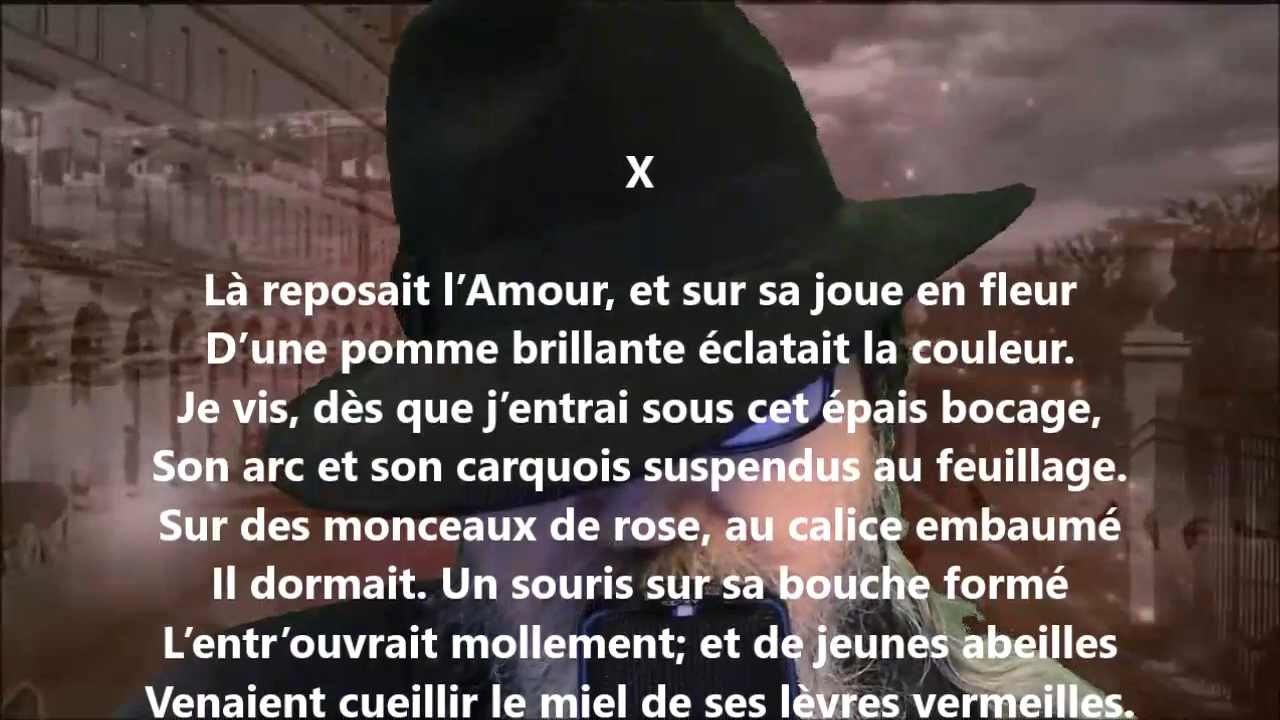 X
Là reposait l’Amour, et sur sa joue en fleur
D’une pomme brillante éclatait la couleur.
Je vis, dès que j’entrai sous cet épais bocage,
Son arc et son carquois suspendus au feuillage.
Sur des monceaux de rose, au calice embaumé
Il dormait. Un souris sur sa bouche formé
L’entr’ouvrait mollement; et de jeunes abeilles
Venaient cueillir le miel de ses lèvres vermeilles.